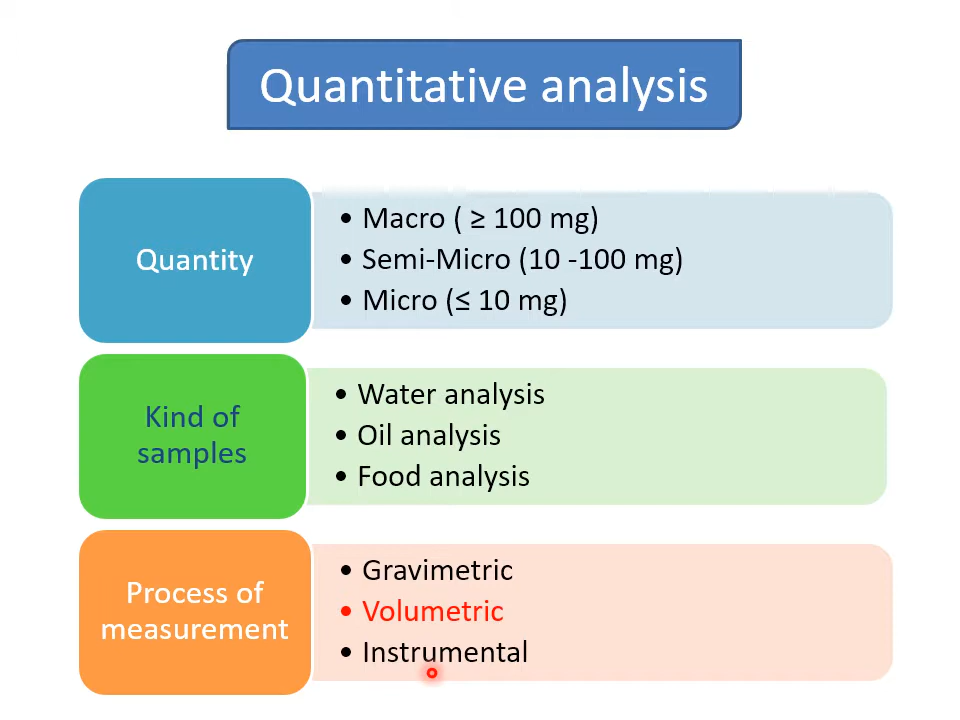 Quantitative analysis
Quantity
• Macro ( ≥ 100 mg)
• Semi-Micro (10 -100 mg)
• Micro (≤ 10 mg)
Kind of
samples
• Water analysis
• Oil analysis
• Food analysis
Process of
measurement
• Gravimetric
• Volumetric
• Instrumental